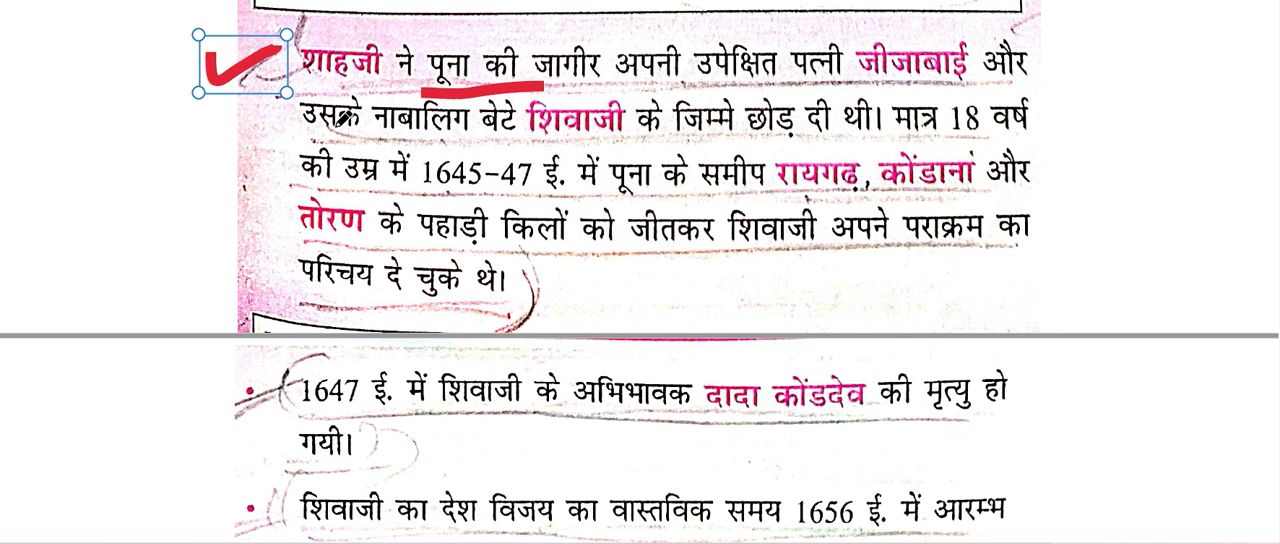 शाहजी ने पूना की जागीर अपनी उपेक्षित पत्नी जीजाबाई और
उसके नाबालिग बेटे शिवाजी के जिम्मे छोड़ दी थी। मात्र 18 वर्ष
की उम्र में 1645-47 ई. में पूना के समीप रायगढ़, कोंडानां और
तोरण के पहाड़ी किलों को जीतकर शिवाजी अपने पराक्रम का
परिचय दे चुके थे।
• 1647 ई. में शिवाजी के अभिभावक दादा कोंडदेव की मृत्यु हो
गयी।
• शिवाजी का देश विजय का वास्तविक समय 1656 ई. में आरम्भ